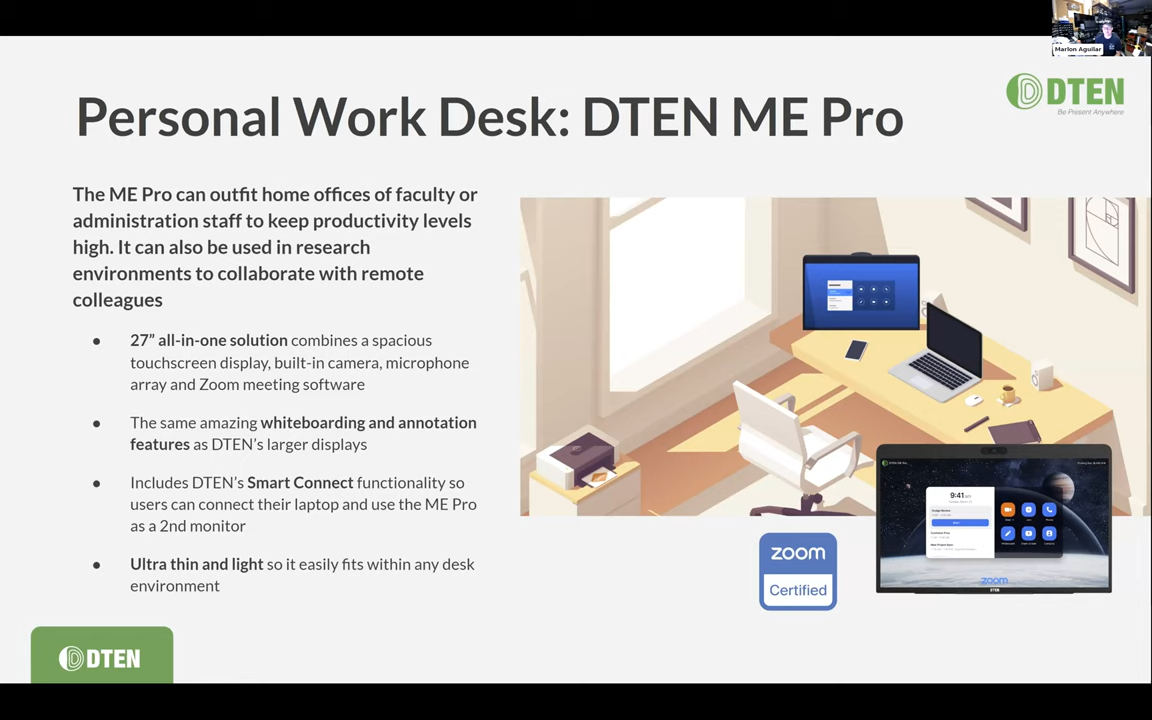 Marlon Aguilar
DTEN
Be Present Anywhere
Personal Work Desk: DTEN ME Pro
The ME Pro can outfit home offices of faculty or
administration staff to keep productivity levels
high. It can also be used in research
environments to collaborate with remote
colleagues
● 27” all-in-one solution combines a spacious
touchscreen display, built-in camera, microphone
array and Zoom meeting software
● The same amazing whiteboarding and annotation
features as DTEN’s larger displays
● Includes DTEN’s Smart Connect functionality so
users can connect their laptop and use the ME Pro
as a 2nd monitor
● Ultra thin and light so it easily fits within any desk
environment
zoom
Certified
DTEN ME Pro
9:41
zoom
DTEN
DTEN